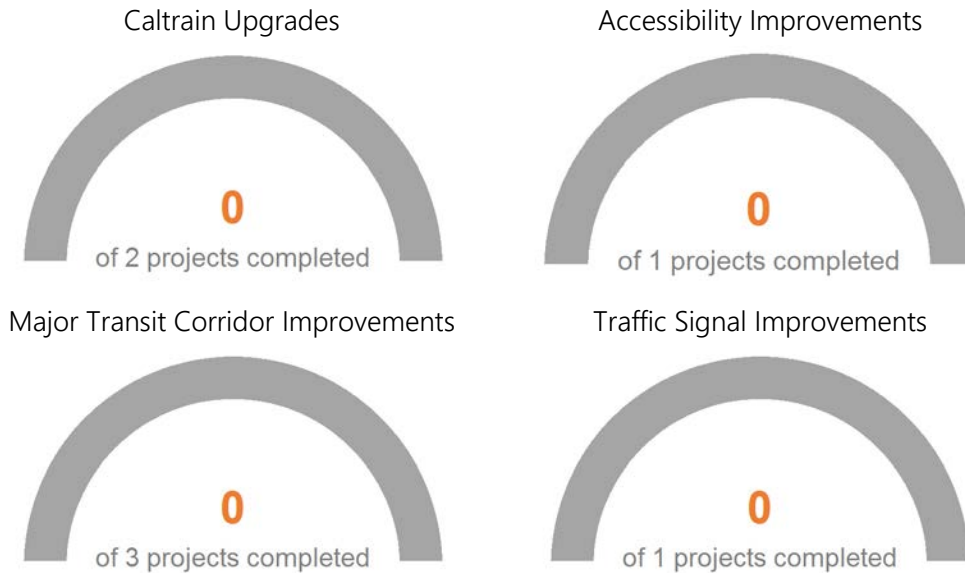 Caltrain Upgrades
0
of 2 projects completed
Accessibility Improvements
0
of 1 projects completed
Major Transit Corridor Improvements
0
of 3 projects completed
Traffic Signal Improvements
0
of 1 projects completed